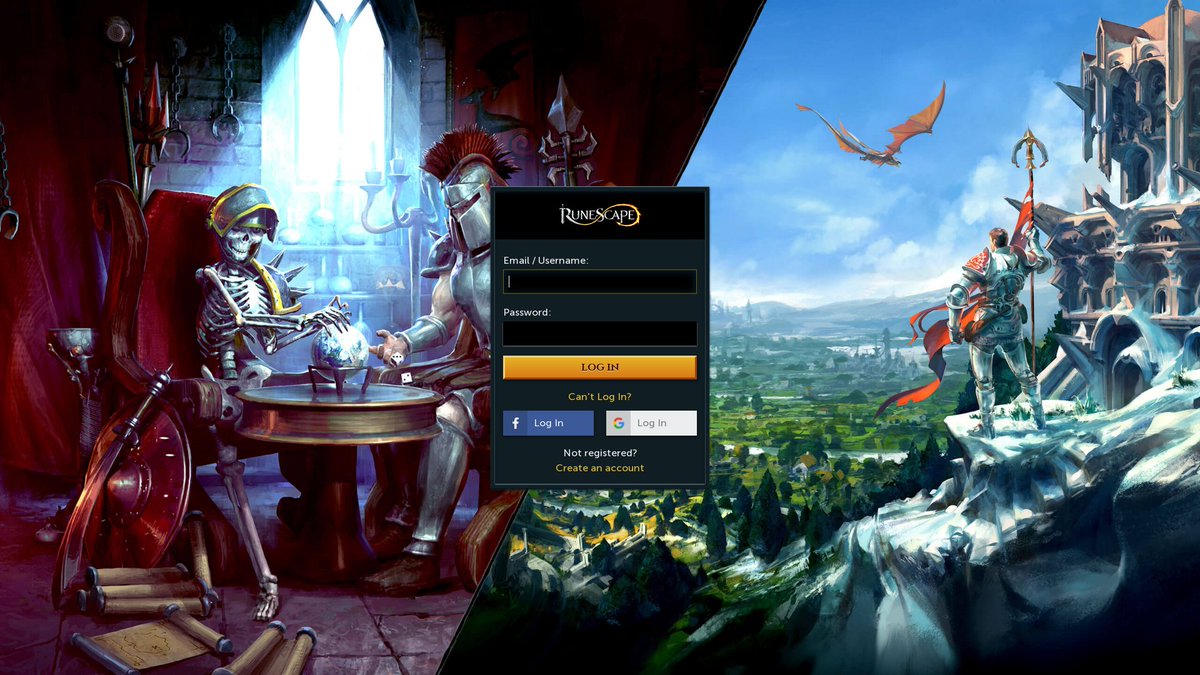 RUNESCAPE
Email / Username:
Password:
LOG IN
Can't Log In?
Log In
Log In
Not registered?
Create an account